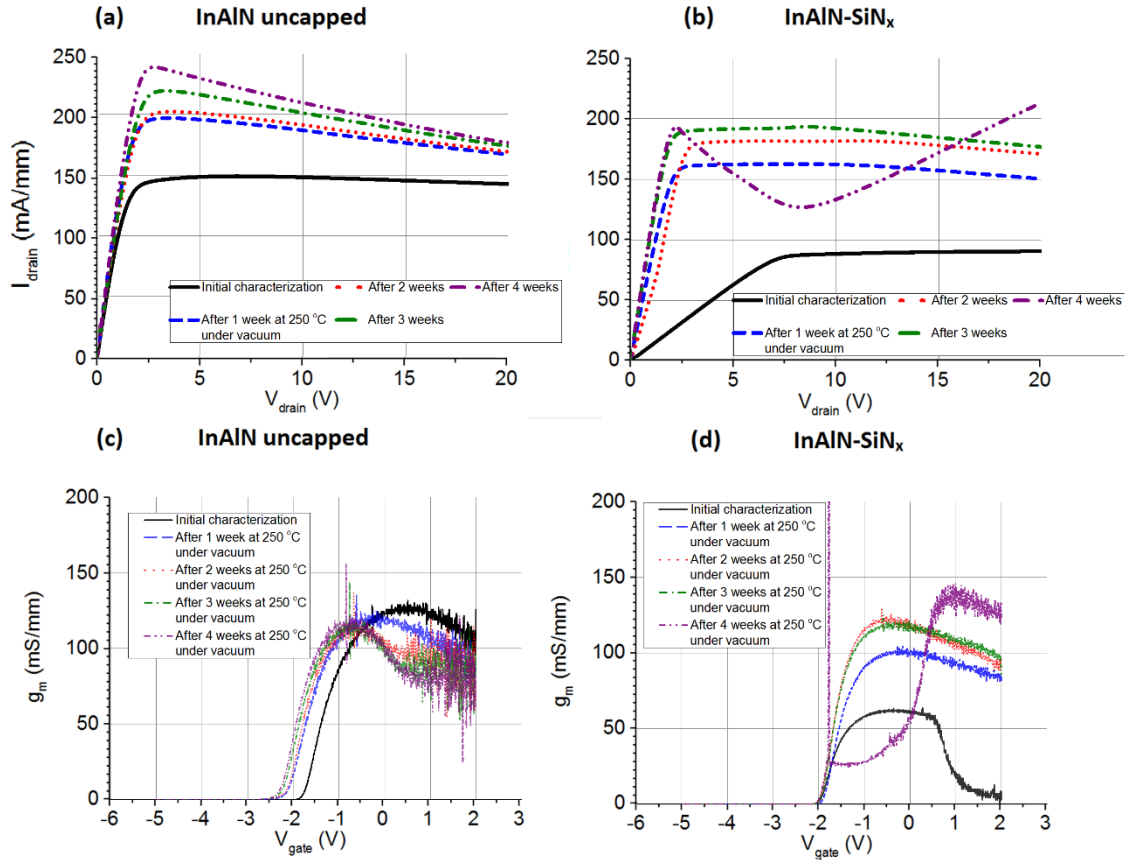 (a) InAlN uncapped
250
200
150
100
50
0
I_drain (mA/mm)
Initial characterization After 2 weeks After 4 weeks
After 1 week at 250 °C After 3 weeks
under vacuum
0 5 10 15 20
V_drain (V)
(b) InAlN-SiNₓ
250
200
150
100
50
0
Initial characterization After 2 weeks After 4 weeks
After 1 week at 250 °C After 3 weeks
under vacuum
0 5 10 15 20
V_drain (V)
(c) InAlN uncapped
200
150
100
50
0
g_m (mS/mm)
Initial characterization
After 1 week at 250 °C
under vacuum
After 2 weeks at 250 °C
under vacuum
After 3 weeks at 250 °C
under vacuum
After 4 weeks at 250 °C
under vacuum
-6 -5 -4 -3 -2 -1 0 1 2 3
V_gate (V)
(d) InAlN-SiNₓ
200
150
100
50
0
g_m (mS/mm)
Initial characterization
After 1 week at 250 °C
under vacuum
After 2 weeks at 250 °C
under vacuum
After 3 weeks at 250 °C
under vacuum
After 4 weeks at 250 °C
under vacuum
-6 -5 -4 -3 -2 -1 0 1 2 3
V_gate (V)